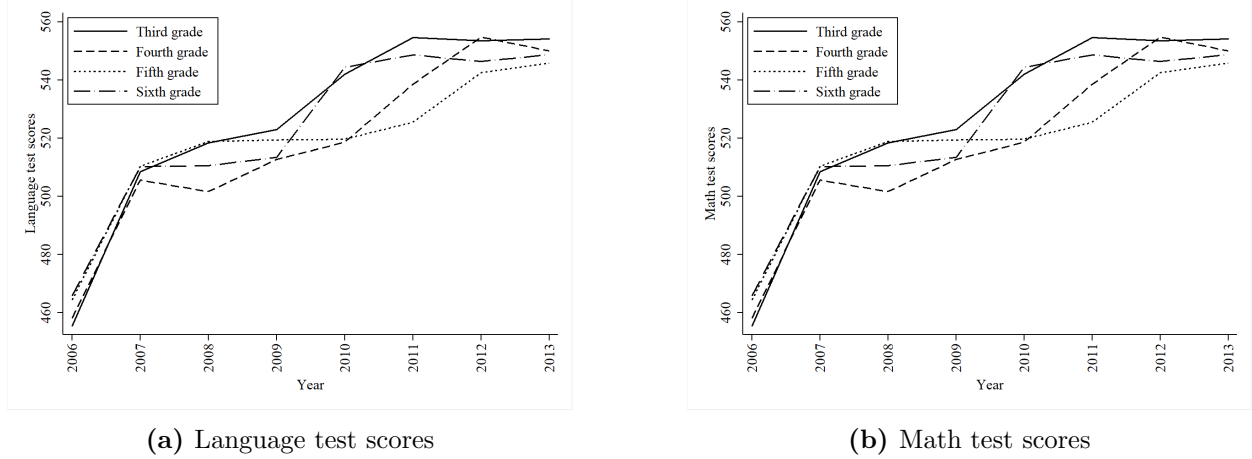 560
540
520
500
480
460
Language test scores
Third grade
Fourth grade
Fifth grade
Sixth grade
2006
2007
2008
2009
2010
2011
2012
2013
Year
(a) Language test scores
560
540
520
500
480
460
Math test scores
Third grade
Fourth grade
Fifth grade
Sixth grade
2006
2007
2008
2009
2010
2011
2012
2013
Year
(b) Math test scores